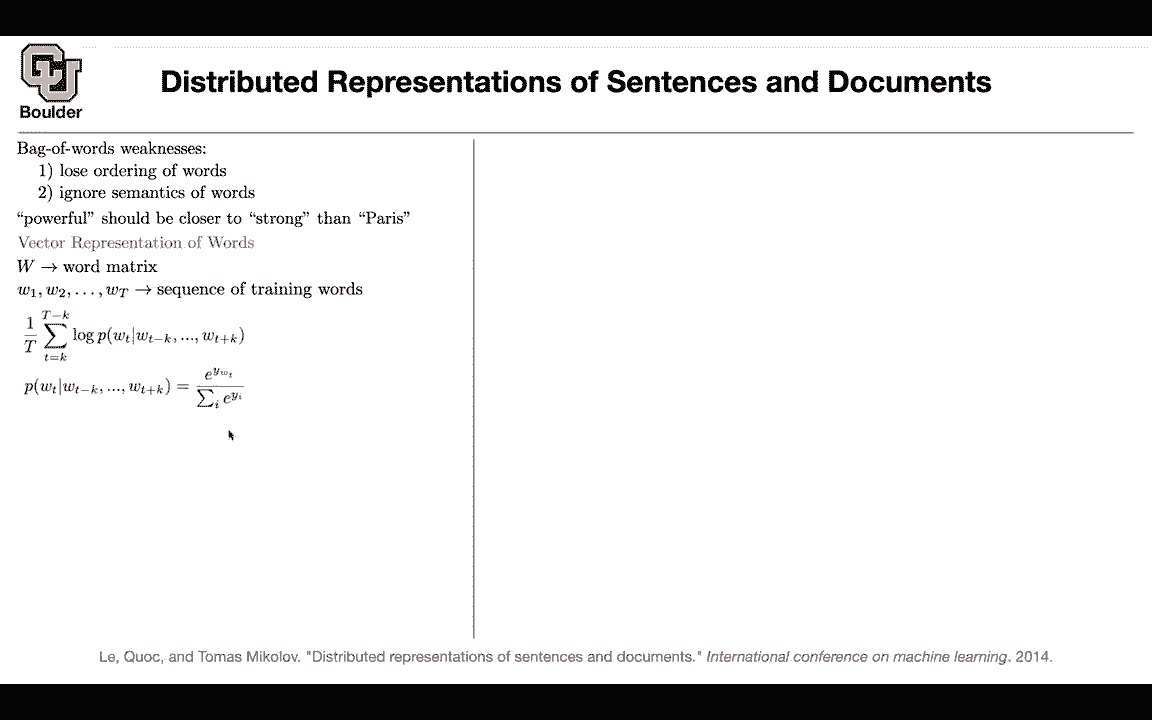 CU
Boulder
Distributed Representations of Sentences and Documents
Bag-of-words weaknesses:
1) lose ordering of words
2) ignore semantics of words
“powerful” should be closer to “strong” than “Paris”
Vector Representation of Words
W → word matrix
w_1, w_2, . . . , w_T → sequence of training words
\frac{1}{T} \sum_{t=k}^{T-k} \log p(w_t|w_{t-k}, ..., w_{t+k})
p(w_t|w_{t-k}, ..., w_{t+k}) = \frac{e^{y_{w_t}}}{\sum_i e^{y_i}}
Le, Quoc, and Tomas Mikolov. "Distributed representations of sentences and documents." International conference on machine learning. 2014.